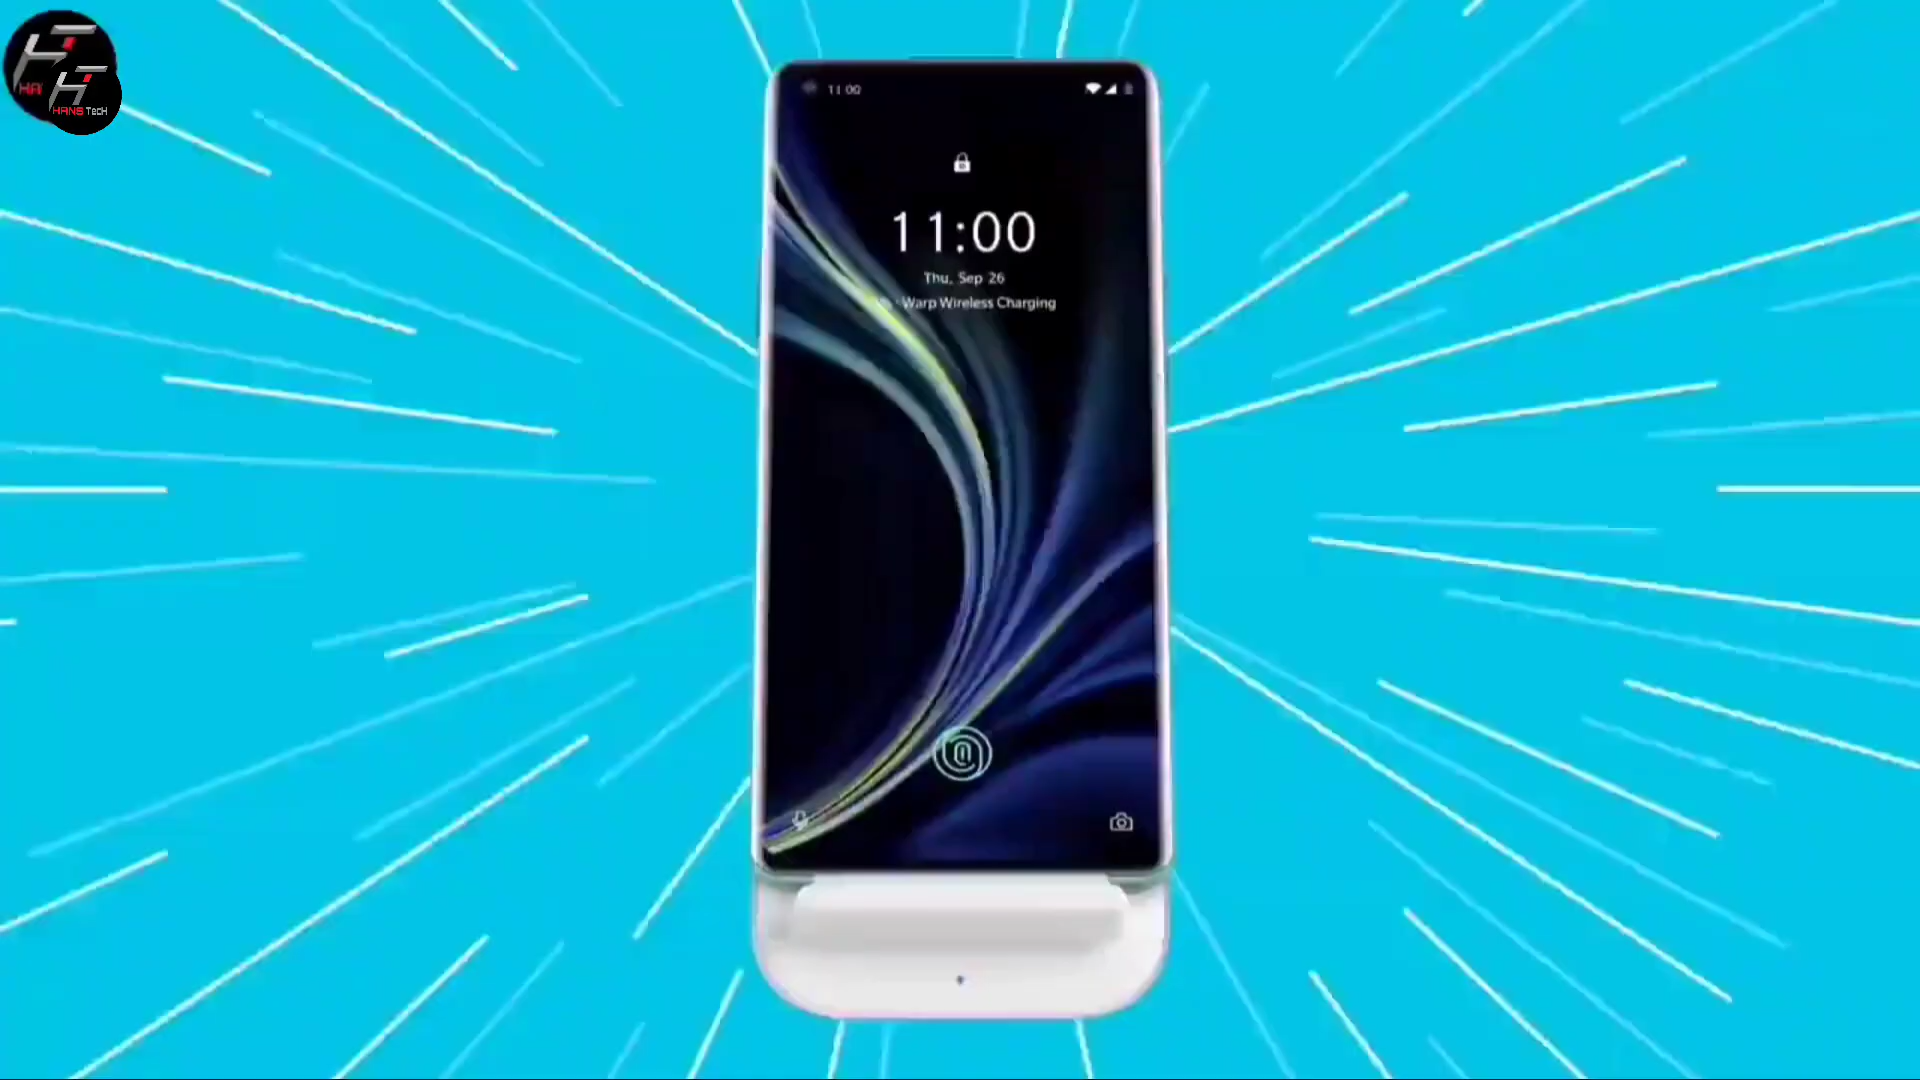 HA
HANS TECH
11:00
11:00
Thu, Sep 26
Warp Wireless Charging